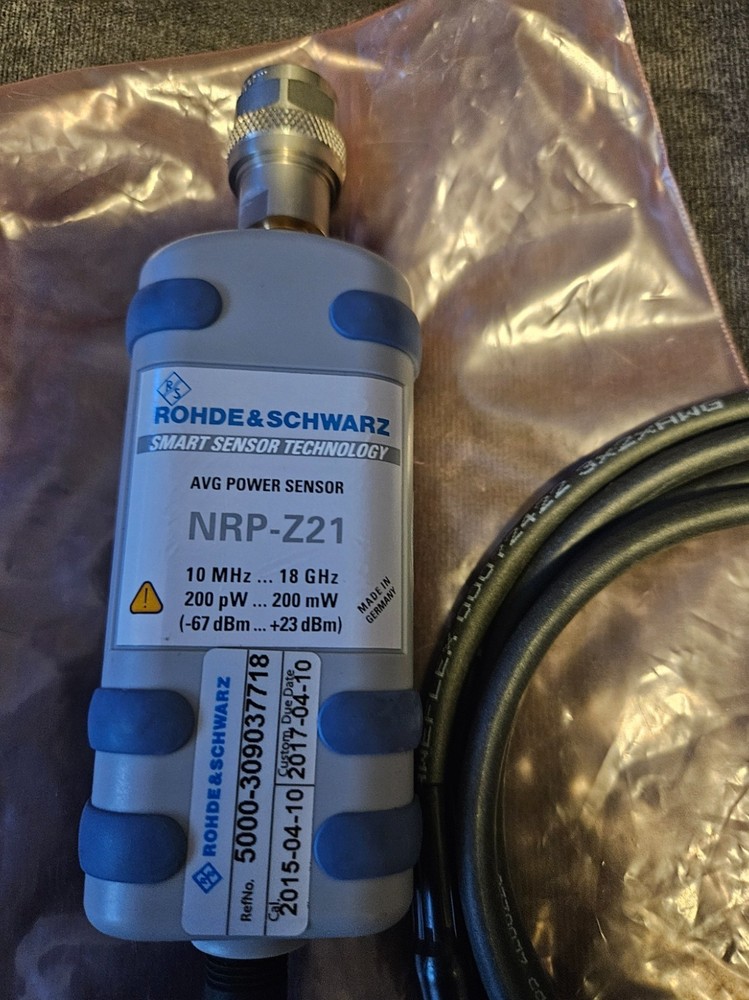 R
S
ROHDE&SCHWARZ
SMART SENSOR TECHNOLOGY
AVG POWER SENSOR
NRP-Z21
10 MHz ... 18 GHz
200 pW ... 200 mW
(-67 dBm ... +23 dBm)
!
MADE IN
GERMANY
ROHDE&SCHWARZ
RefNo. 5000-309037718
Cal. 2015-04-10
Custom. Due Date
2017-04-10
3X2XAWG